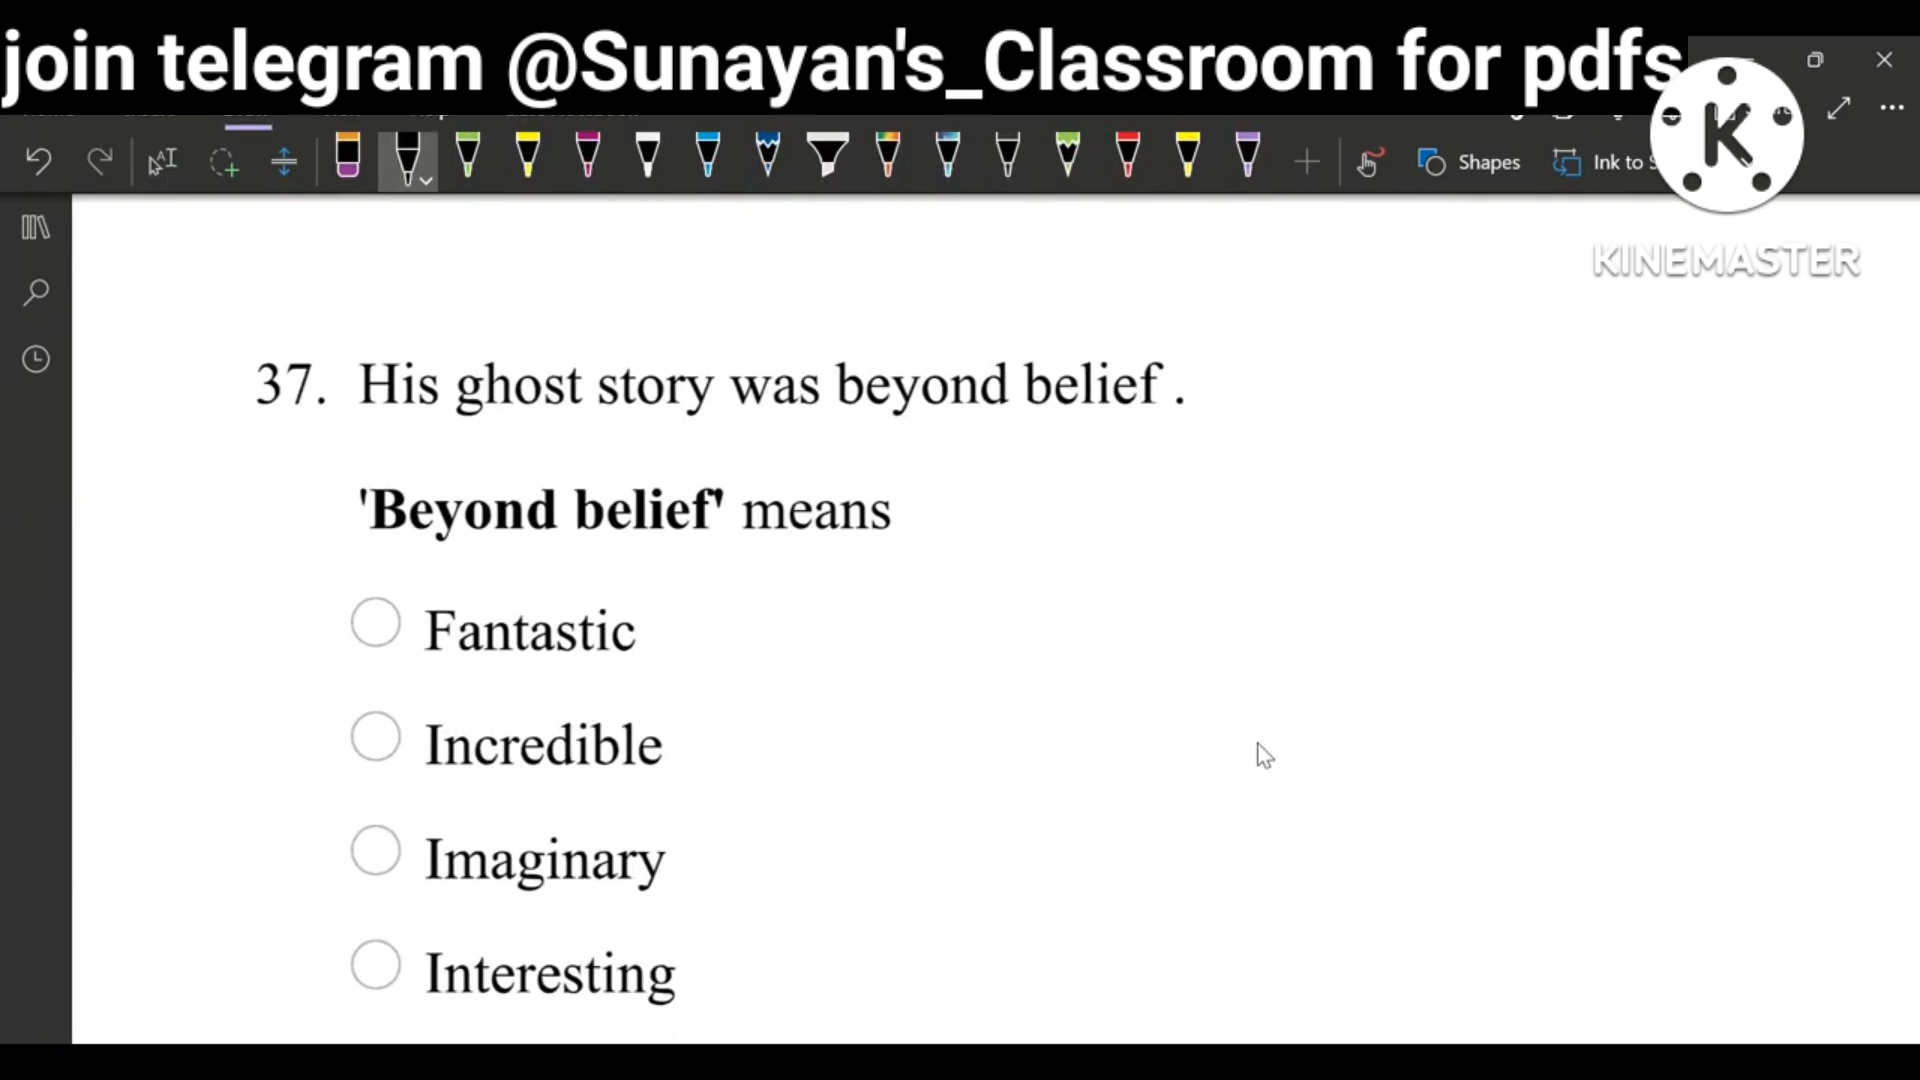 join telegram @Sunayan's_Classroom for pdfs
Shapes
Ink to S
K
KINEMASTER
37. His ghost story was beyond belief .
'Beyond belief' means
Fantastic
Incredible
Imaginary
Interesting